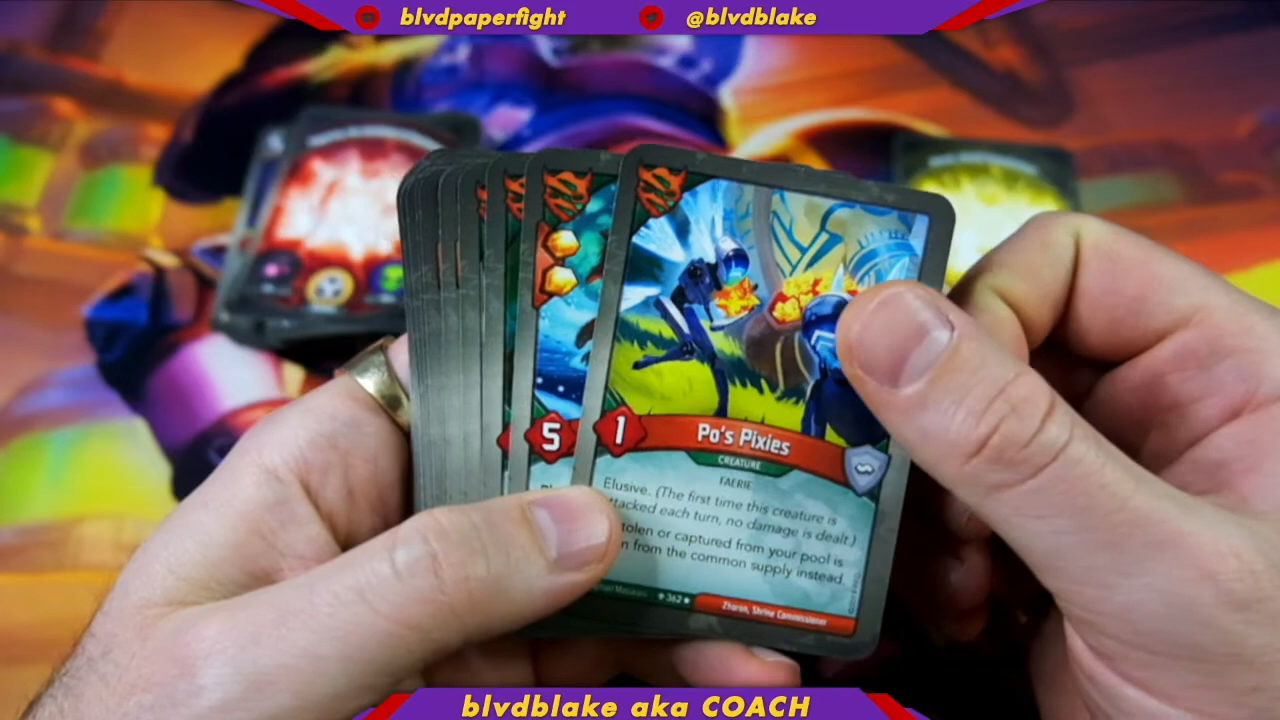 blvdpaperfight
@blvdblake
5
1
Po's Pixies
CREATURE
FAERIE
Elusive. (The first time this creature is
attacked each turn, no damage is dealt.)
stolen or captured from your pool is
from the common supply instead.
362
Zharon, Shrine Commissioner
blvdblake aka COACH